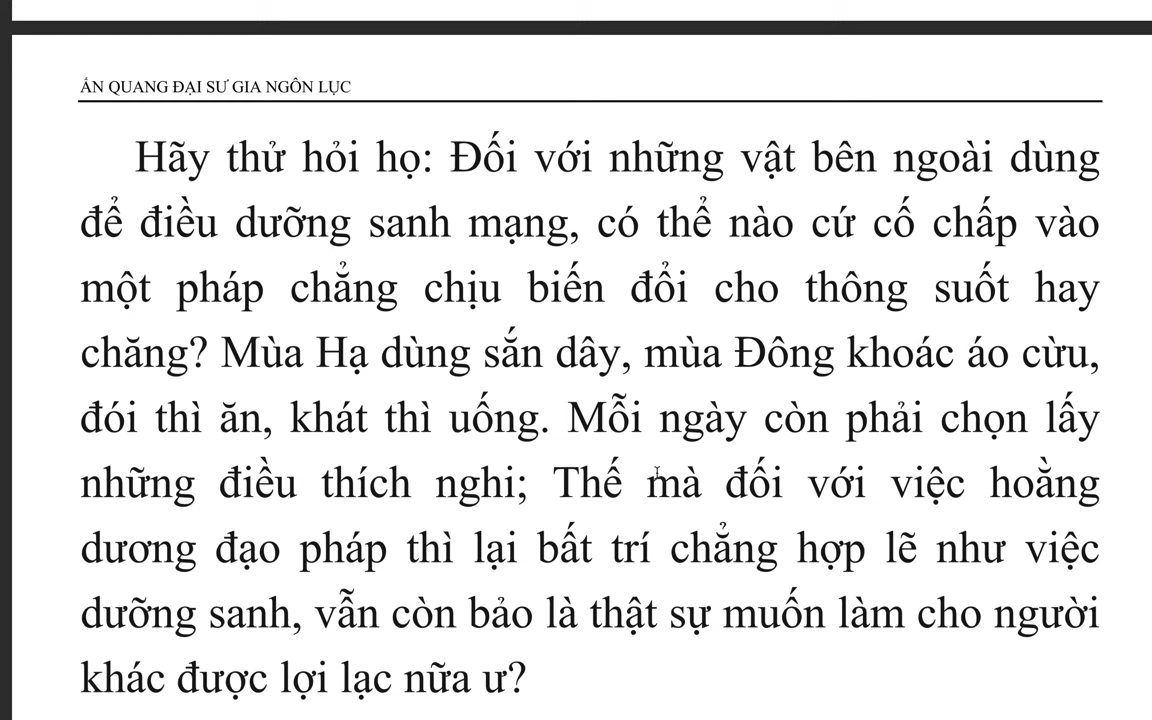 ẤN QUANG ĐẠI SƯ GIA NGÔN LỤC
Hãy thử hỏi họ: Đối với những vật bên ngoài dùng
để điều dưỡng sanh mạng, có thể nào cứ cố chấp vào
một pháp chẳng chịu biến đổi cho thông suốt hay
chăng? Mùa Hạ dùng sắn dây, mùa Đông khoác áo cừu,
đói thì ăn, khát thì uống. Mỗi ngày còn phải chọn lấy
những điều thích nghi; Thế mà đối với việc hoằng
dương đạo pháp thì lại bất trí chẳng hợp lẽ như việc
dưỡng sanh, vẫn còn bảo là thật sự muốn làm cho người
khác được lợi lạc nữa ư?